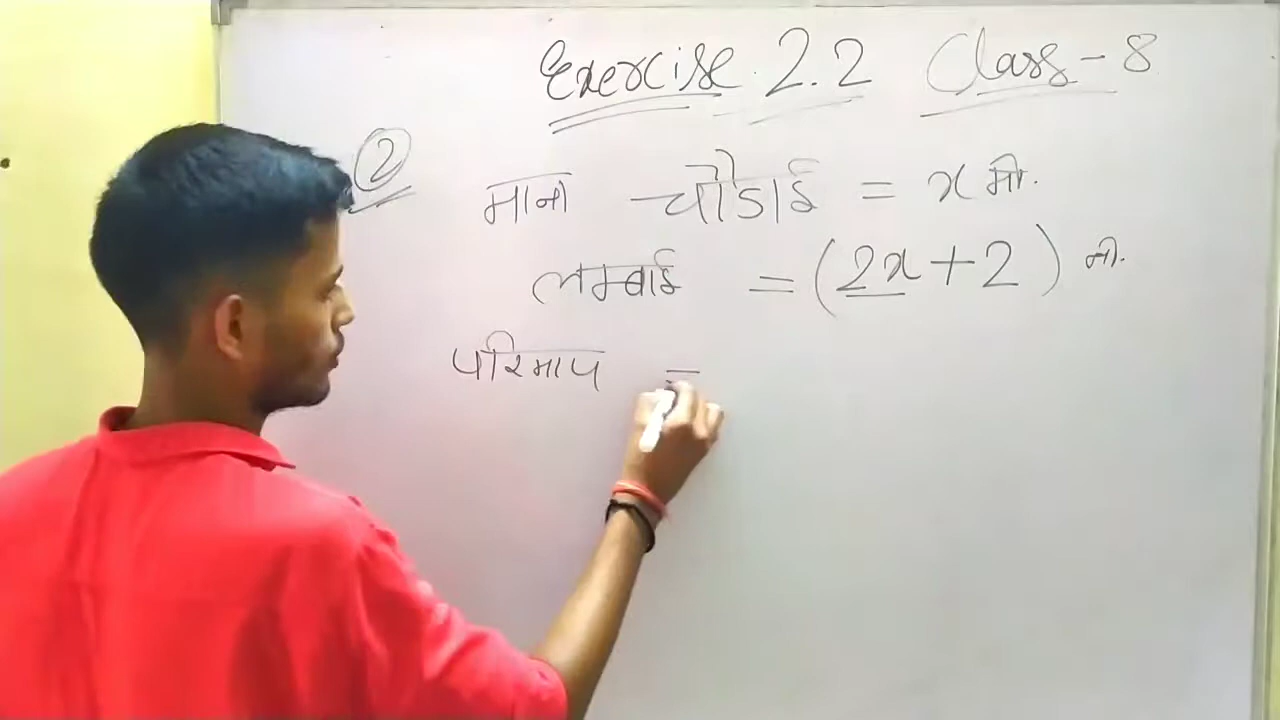 Exercise 2.2 Class-8
② माना चौडाई = x मी.
लम्बाई = (2x+2) मी.
परिमाप =